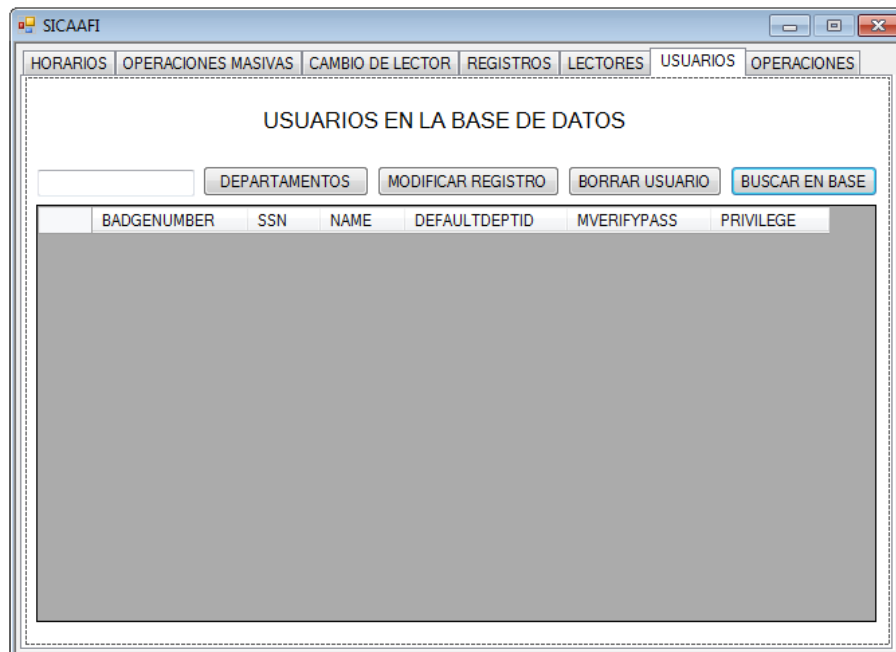 SICAAFI
HORARIOS OPERACIONES MASIVAS CAMBIO DE LECTOR REGISTROS LECTORES USUARIOS OPERACIONES
USUARIOS EN LA BASE DE DATOS
DEPARTAMENTOS MODIFICAR REGISTRO BORRAR USUARIO BUSCAR EN BASE
BADGENUMBER SSN NAME DEFAULTDEPTID MVERIFYPASS PRIVILEGE